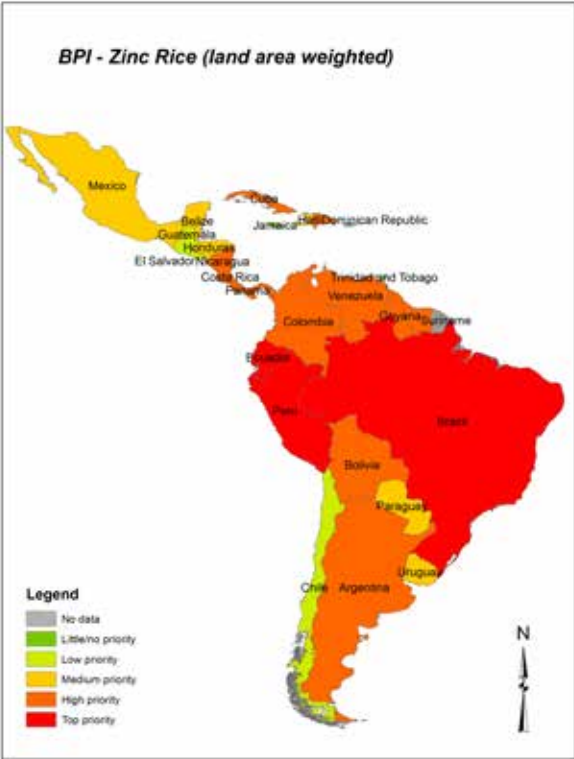 BPI - Zinc Rice (land area weighted)
Mexico
Cuba
Belize
Jamaica
Haiti Dominican Republic
Guatemala
Honduras
El Salvador Nicaragua
Costa Rica
Trinidad and Tobago
Panama
Venezuela
Guyana
Suriname
Colombia
Ecuador
Peru
Brazil
Bolivia
Paraguay
Uruguay
Chile
Argentina
Legend
No data
Little/no priority
Low priority
Medium priority
High priority
Top priority
N